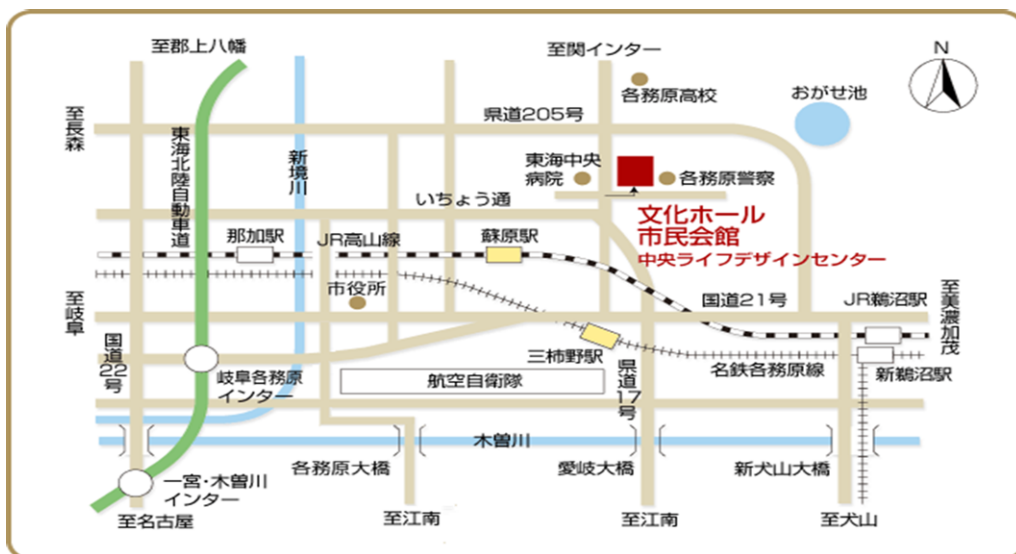 至郡上八幡
至関インター
N
各務原高校
おがせ池
至長森
県道205号
東海北陸自動車道
新境川
東海中央
病院
各務原警察
いちょう通
文化ホール
市民会館
中央ライフデザインセンター
那加駅
JR高山線
蘇原駅
至岐阜
市役所
国道21号
JR鵜沼駅
至美濃加茂
国道22号
岐阜各務原
インター
三柿野駅
県道17号
名鉄各務原線
新鵜沼駅
航空自衛隊
木曽川
各務原大橋
愛岐大橋
新犬山大橋
一宮・木曽川
インター
至名古屋
至江南
至江南
至犬山